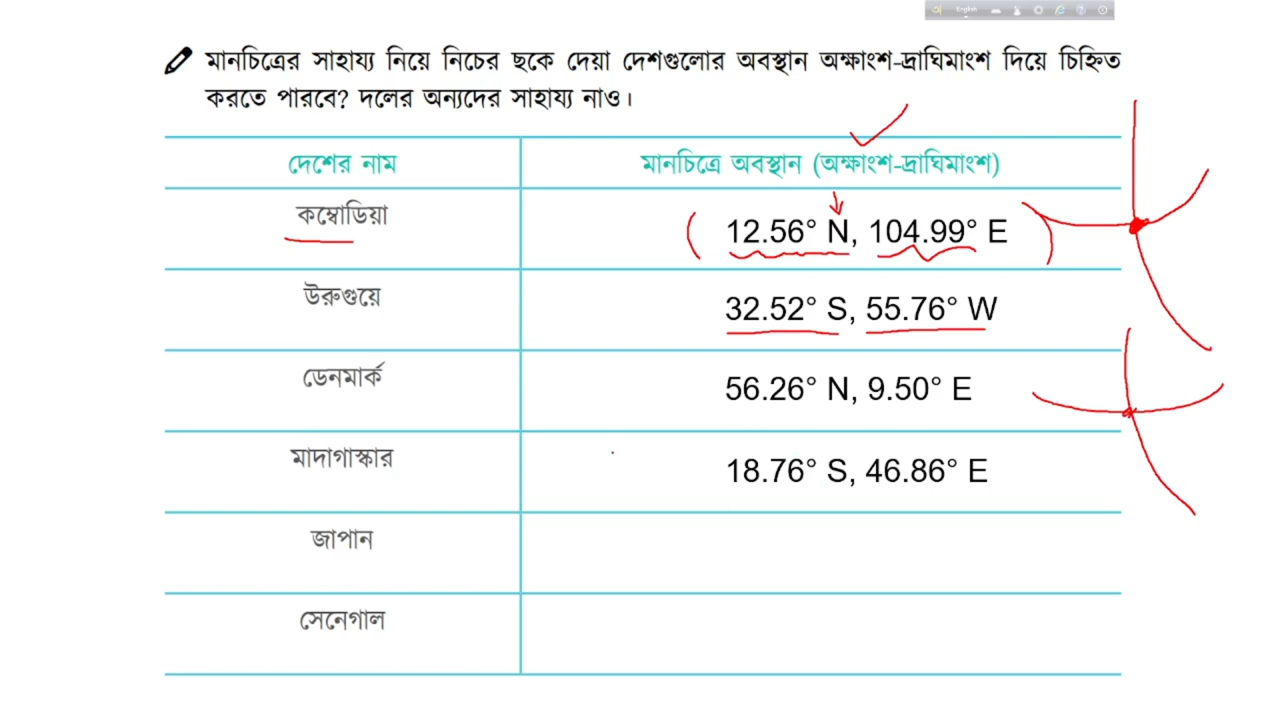 English
মানচিত্রের সাহায্য নিয়ে নিচের ছকে দেয়া দেশগুলোর অবস্থান অক্ষাংশ-দ্রাঘিমাংশ দিয়ে চিহ্নিত
করতে পারবে? দলের অন্যদের সাহায্য নাও।
দেশের নাম মানচিত্রে অবস্থান (অক্ষাংশ-দ্রাঘিমাংশ)
কম্বোডিয়া 12.56° N, 104.99° E
উরুগুয়ে 32.52° S, 55.76° W
ডেনমার্ক 56.26° N, 9.50° E
মাদাগাস্কার 18.76° S, 46.86° E
জাপান
সেনেগাল